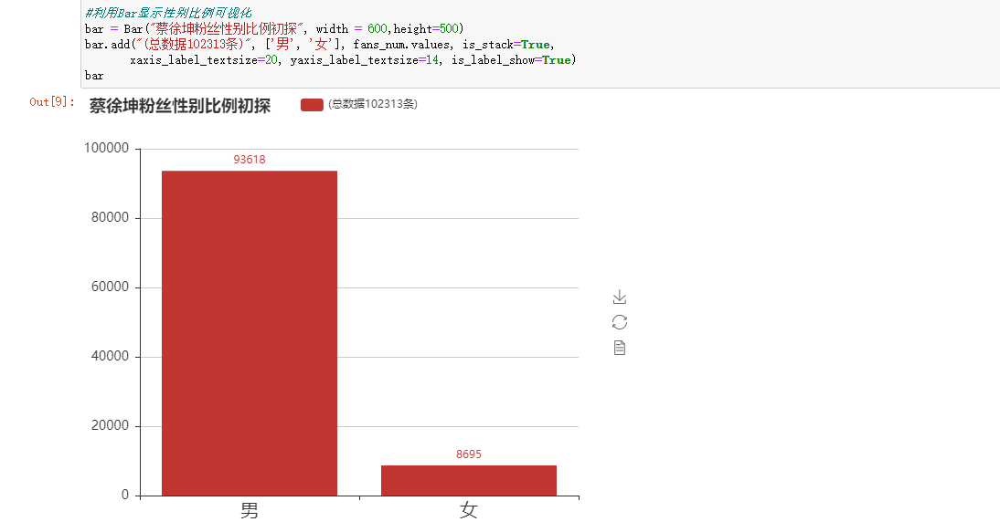 #利用Bar显示性别比例可视化
bar = Bar("蔡徐坤粉丝性别比例初探", width = 600,height=500)
bar.add("(总数据102313条)", ['男', '女'], fans_num.values, is_stack=True,
xaxis_label_textsize=20, yaxis_label_textsize=14, is_label_show=True)
bar
Out[9]:
蔡徐坤粉丝性别比例初探
(总数据102313条)
100000
93618
80000
60000
40000
20000
8695
0
男
女